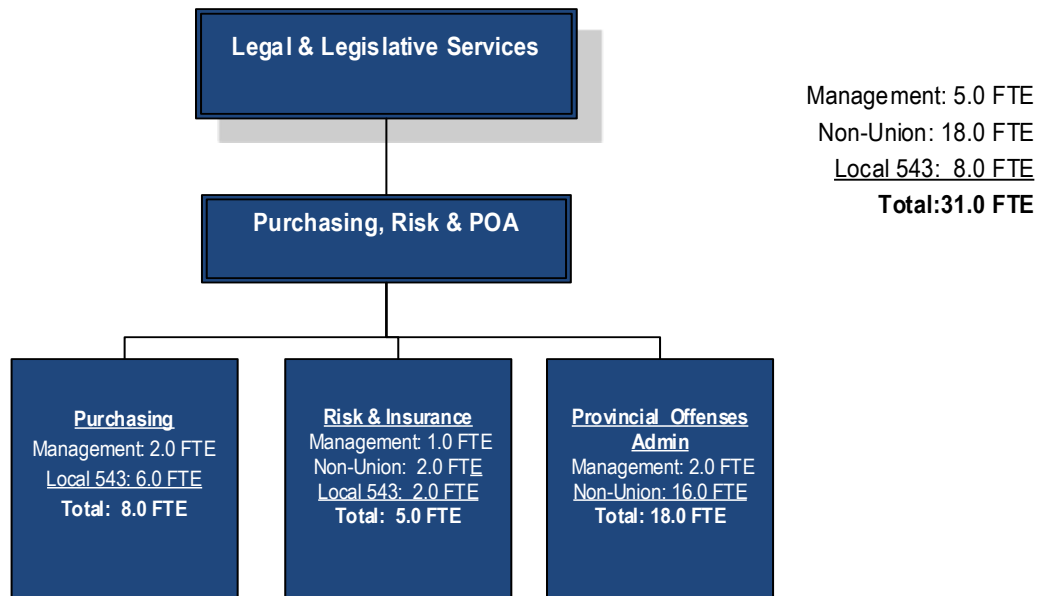 Legal & Legislative Services
Management: 5.0 FTE
Non-Union: 18.0 FTE
Local 543: 8.0 FTE
Total:31.0 FTE
Purchasing, Risk & POA
Purchasing
Management: 2.0 FTE
Local 543: 6.0 FTE
Total: 8.0 FTE
Risk & Insurance
Management: 1.0 FTE
Non-Union: 2.0 FTE
Local 543: 2.0 FTE
Total: 5.0 FTE
Provincial Offenses
Admin
Management: 2.0 FTE
Non-Union: 16.0 FTE
Total: 18.0 FTE